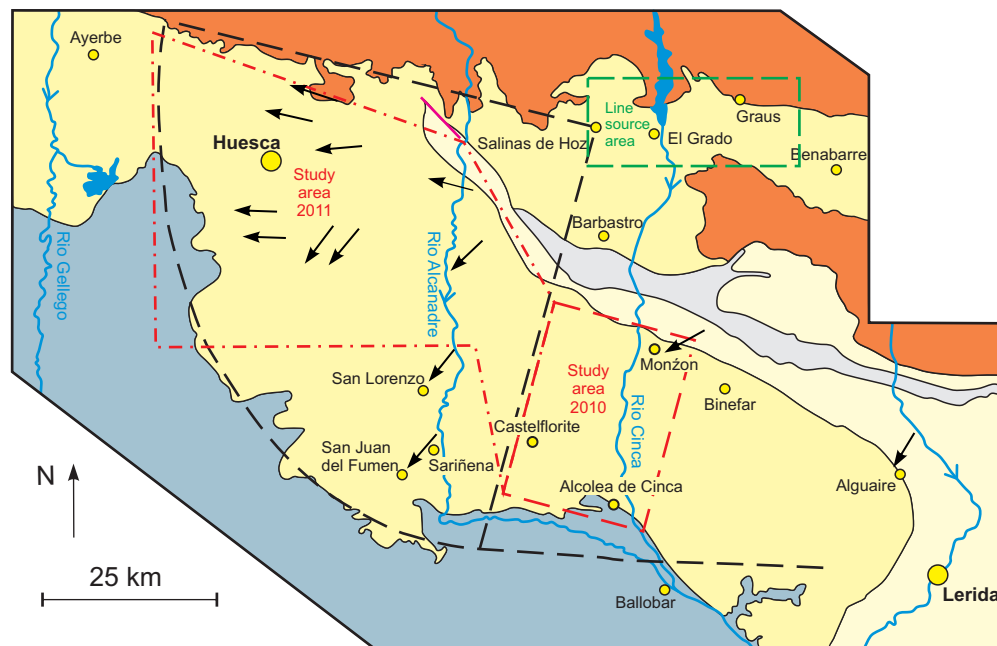 Ayerbe
Huesca
Study
area
2011
Salinas de Hoz
Line
source
area
El Grado
Graus
Benabarre
Barbastro
Rio Gellego
Rio Alcanadre
Rio Cinca
San Lorenzo
San Juan
del Fumen
Sariñena
Castelflorite
Study
area
2010
Monźon
Binefar
Alcolea de Cinca
Alguaire
Ballobar
Lerida
N
25 km